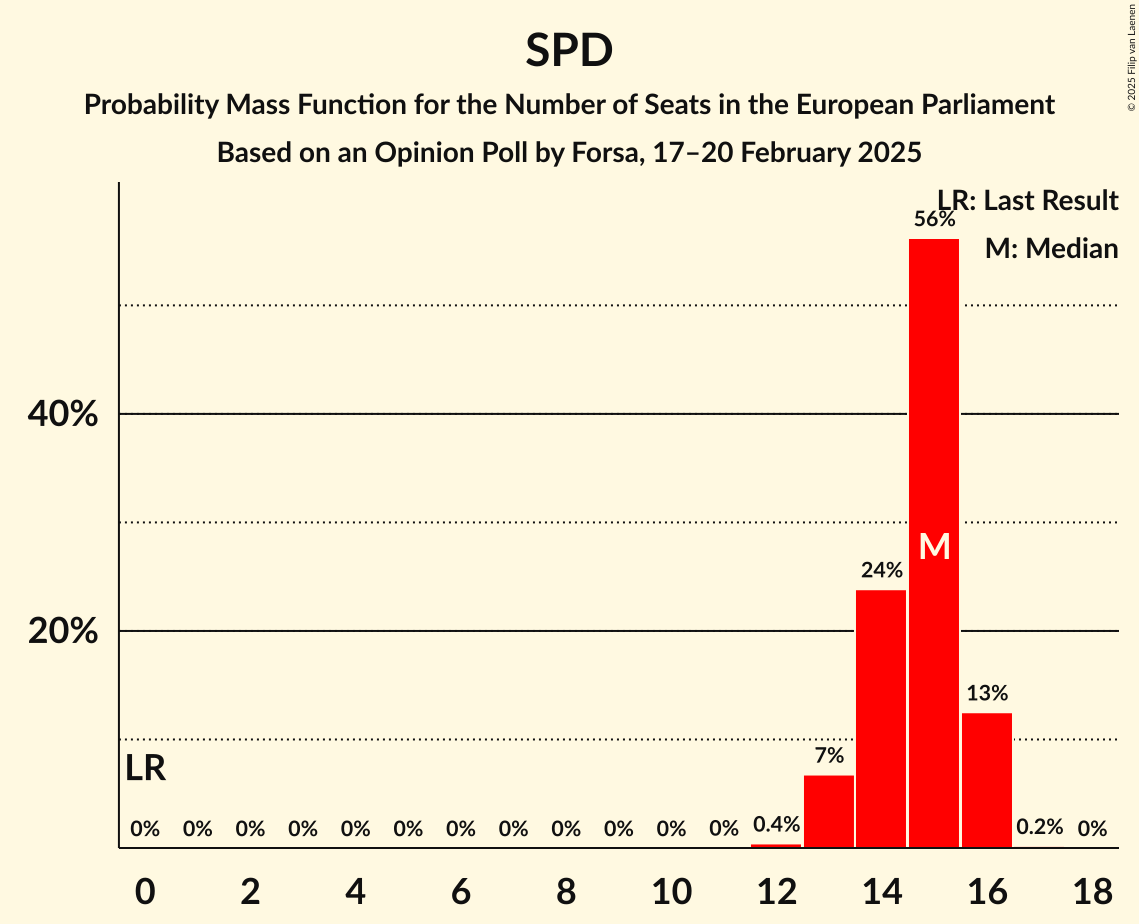 SPD
Probability Mass Function for the Number of Seats in the European Parliament
Based on an Opinion Poll by Forsa, 17–20 February 2025
© 2025 Filip van Laenen
LR: Last Result
M: Median
56%
40%
M
24%
20%
13%
LR
7%
0% 0% 0% 0% 0% 0% 0% 0% 0% 0% 0% 0% 0.4% 0.2% 0%
0 2 4 6 8 10 12 14 16 18